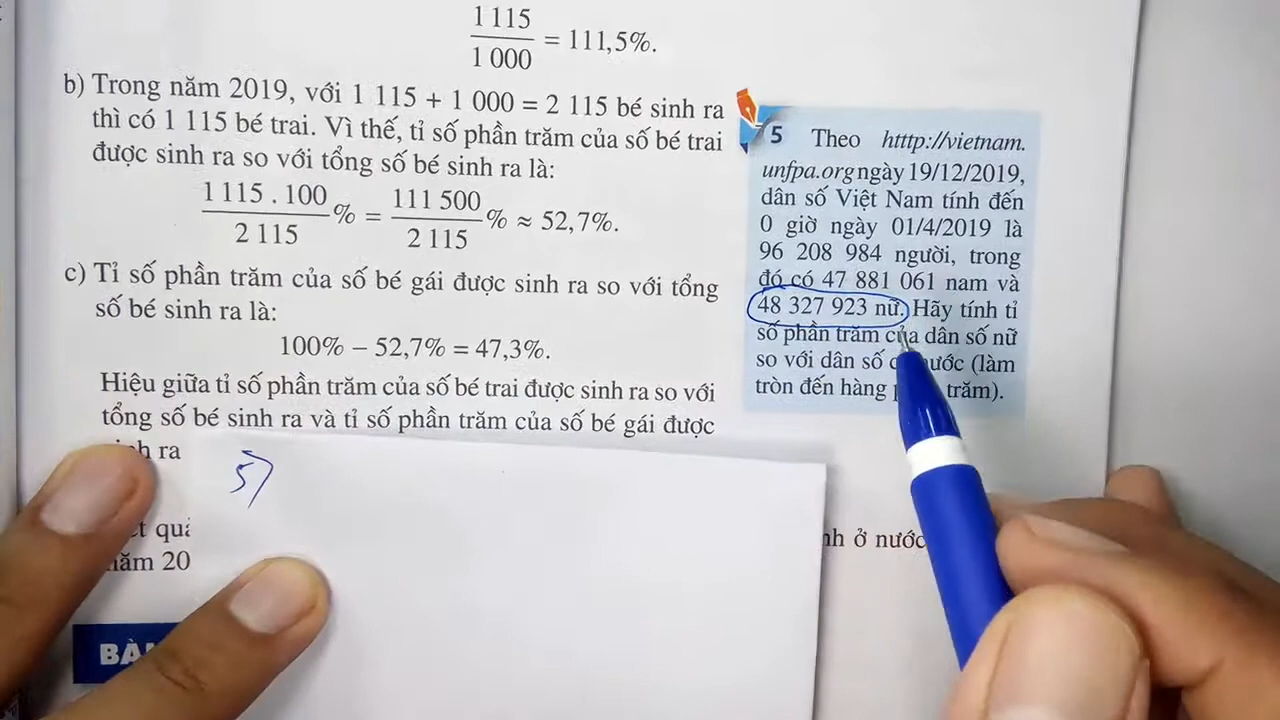 1 115
1 000
= 111,5%.
b) Trong năm 2019, với 1 115 + 1 000 = 2 115 bé sinh ra
thì có 1 115 bé trai. Vì thế, tỉ số phần trăm của số bé trai
được sinh ra so với tổng số bé sinh ra là:
1 115 . 100
2 115
% =
111 500
2 115
% ≈ 52,7%.
c) Tỉ số phần trăm của số bé gái được sinh ra so với tổng
số bé sinh ra là:
100% – 52,7% = 47,3%.
Hiệu giữa tỉ số phần trăm của số bé trai được sinh ra so với
tổng số bé sinh ra và tỉ số phần trăm của số bé gái được
ra
5)
quả
năm 20
ở nước
5 Theo htttp://vietnam.
unfpa.org ngày 19/12/2019,
dân số Việt Nam tính đến
0 giờ ngày 01/4/2019 là
96 208 984 người, trong
đó có 47 881 061 nam và
48 327 923 nữ. Hãy tính tỉ
số phần trăm của dân số nữ
so với dân số nước (làm
tròn đến hàng trăm).